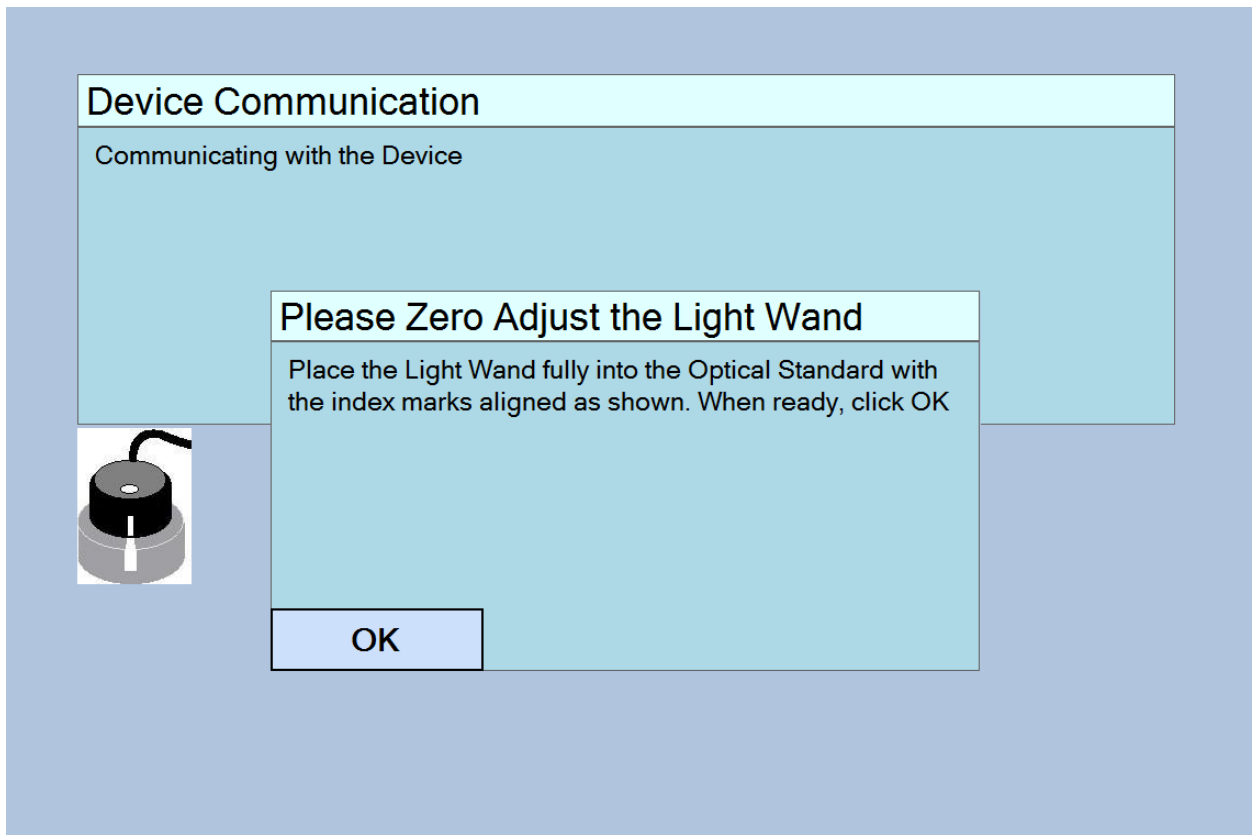 Device Communication
Communicating with the Device
Please Zero Adjust the Light Wand
Place the Light Wand fully into the Optical Standard with
the index marks aligned as shown. When ready, click OK
OK